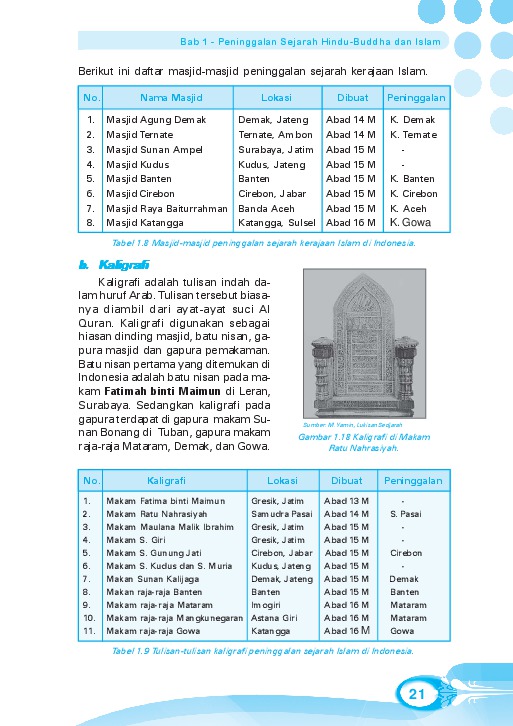 Bab 1 - Peninggalan Sejarah Hindu-Buddha dan Islam
Berikut ini daftar masjid-masjid peninggalan sejarah kerajaan Islam.
No. Nama Masjid Lokasi Dibuat Peninggalan
1. Masjid Agung Demak Demak, Jateng Abad 14 M K. Demak
2. Masjid Ternate Ternate, Ambon Abad 14 M K. Ternate
3. Masjid Sunan Ampel Surabaya, Jatim Abad 15 M -
4. Masjid Kudus Kudus, Jateng Abad 15 M -
5. Masjid Banten Banten Abad 15 M K. Banten
6. Masjid Cirebon Cirebon, Jabar Abad 15 M K. Cirebon
7. Masjid Raya Baiturrahman Banda Aceh Abad 15 M K. Aceh
8. Masjid Katangga Katangga, Sulsel Abad 16 M K. Gowa
Tabel 1.8 Masjid-masjid peninggalan sejarah kerajaan Islam di Indonesia.
b. Kaligrafi
Kaligrafi adalah tulisan indah da-
lam huruf Arab. Tulisan tersebut biasa-
nya diambil dari ayat-ayat suci Al
Quran. Kaligrafi digunakan sebagai
hiasan dinding masjid, batu nisan, ga-
pura masjid dan gapura pemakaman.
Batu nisan pertama yang ditemukan di
Indonesia adalah batu nisan pada ma-
kam Fatimah binti Maimun di Leran,
Surabaya. Sedangkan kaligrafi pada
gapura terdapat di gapura makam Su-
nan Bonang di Tuban, gapura makam
raja-raja Mataram, Demak, dan Gowa.
Sumber: M. Yamin, Lukisan Sejarah
Gambar 1.18 Kaligrafi di Makam
Ratu Nahrasiyah.
No. Kaligrafi Lokasi Dibuat Peninggalan
1. Makam Fatima binti Maimun Gresik, Jatim Abad 13 M -
2. Makam Ratu Nahrasiyah Samudra Pasai Abad 14 M S. Pasai
3. Makam Maulana Malik Ibrahim Gresik, Jatim Abad 15 M -
4. Makam S. Giri Gresik, Jatim Abad 15 M -
5. Makam S. Gunung Jati Cirebon, Jabar Abad 15 M Cirebon
6. Makam S. Kudus dan S. Muria Kudus, Jateng Abad 15 M -
7. Makan Sunan Kalijaga Demak, Jateng Abad 15 M Demak
8. Makan raja-raja Banten Banten Abad 15 M Banten
9. Makam raja-raja Mataram Imogiri Abad 16 M Mataram
10. Makam raja-raja Mangkunegaran Astana Giri Abad 16 M Mataram
11. Makam raja-raja Gowa Katangga Abad 16 M Gowa
Tabel 1.9 Tulisan-tulisan kaligrafi peninggalan sejarah Islam di Indonesia.
21